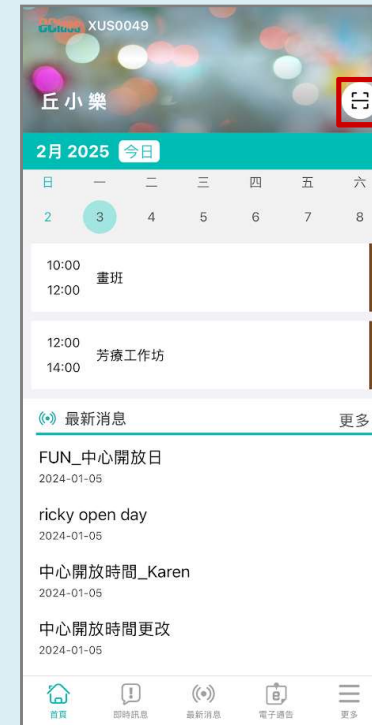 GCloud XUS0049
丘小樂
2月 2025 今日
日 一 二 三 四 五 六
2 3 4 5 6 7 8
10:00
畫班
12:00
12:00
芳療工作坊
14:00
最新消息 更多
FUN_中心開放日
2024-01-05
ricky open day
2024-01-05
中心開放時間_Karen
2024-01-05
中心開放時間更改
2024-01-05
首頁 即時訊息 最新消息 電子通告 更多